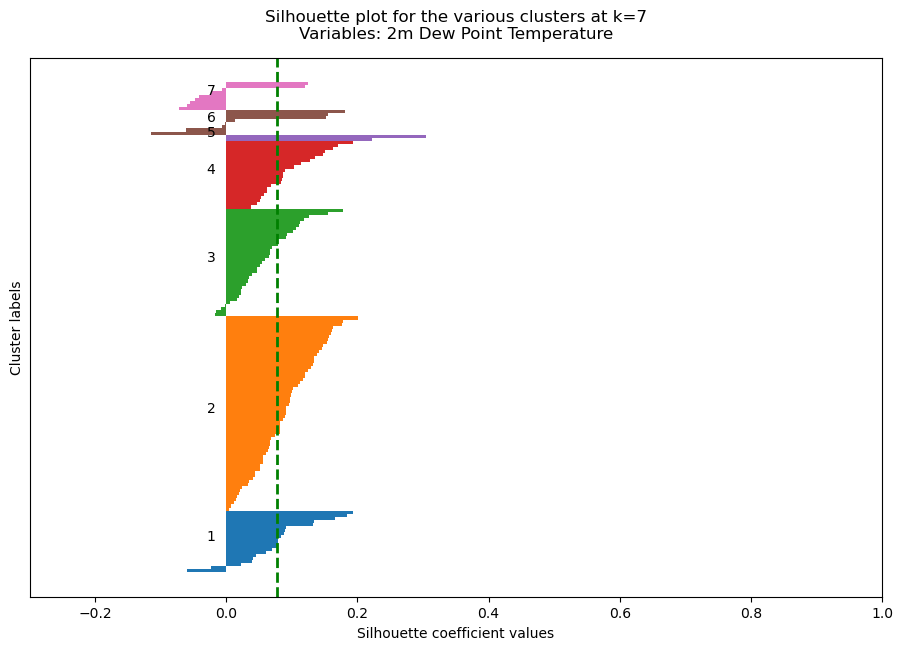 Silhouette plot for the various clusters at k=7
Variables: 2m Dew Point Temperature
Cluster labels
7
6
5
4
3
2
1
−0.2 0.0 0.2 0.4 0.6 0.8 1.0
Silhouette coefficient values